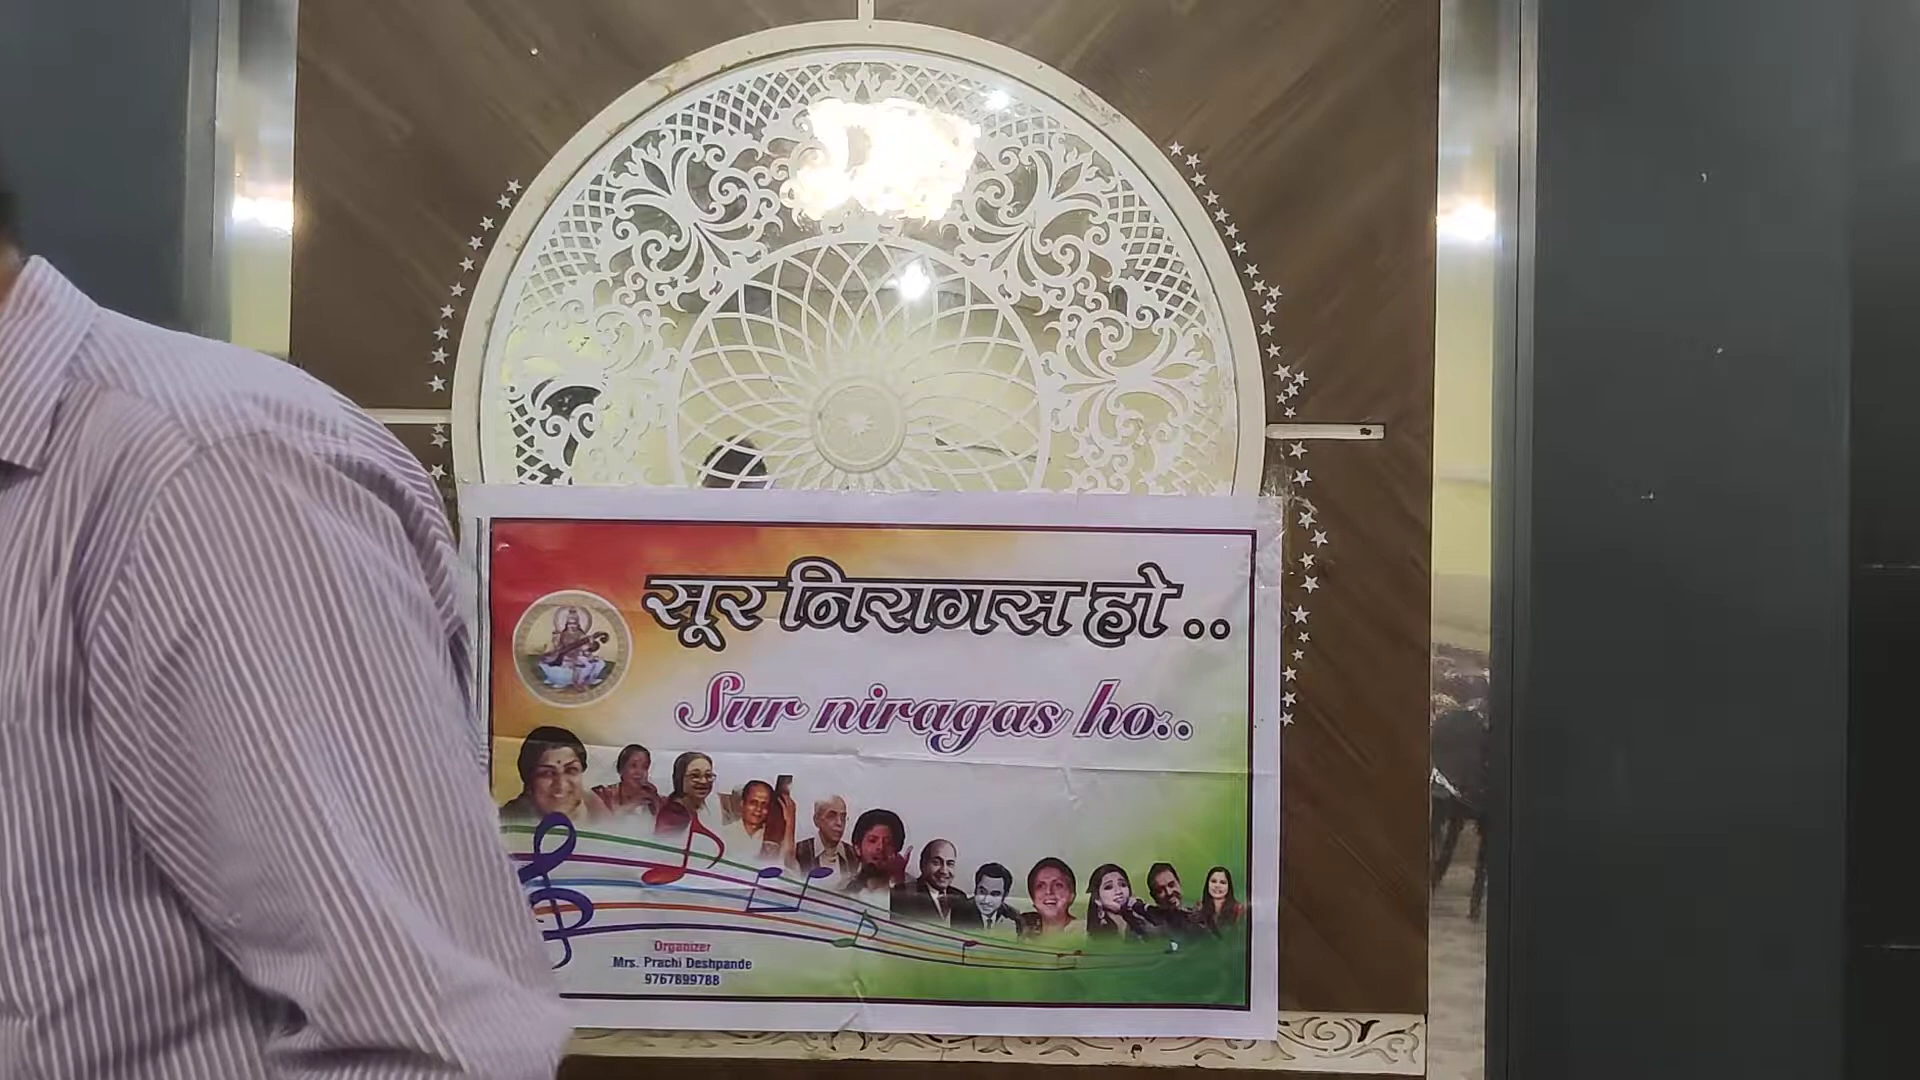 सूर निरागस हो ..
Sur niragas ho..
Organizer
Mrs. Prachi Deshpande
9767899788